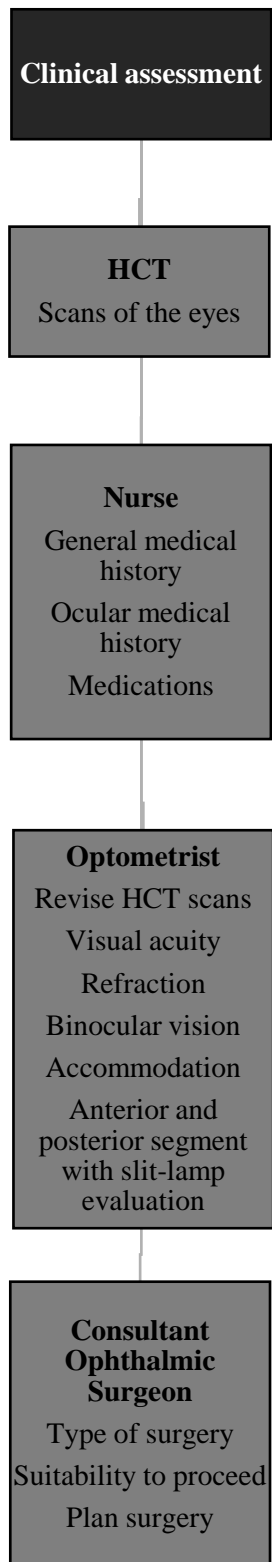 Clinical assessment
HCT
Scans of the eyes
Nurse
General medical
history
Ocular medical
history
Medications
Optometrist
Revise HCT scans
Visual acuity
Refraction
Binocular vision
Accommodation
Anterior and
posterior segment
with slit-lamp
evaluation
Consultant
Ophthalmic
Surgeon
Type of surgery
Suitability to proceed
Plan surgery